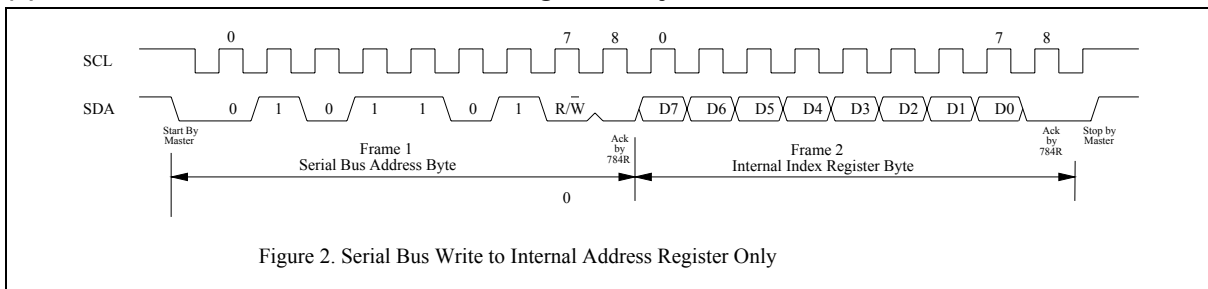 0 7 8 0 7 8
SCL
SDA 0 1 0 1 1 0 1 R/W D7 D6 D5 D4 D3 D2 D1 D0
Start By
Master
Ack
by
784R
Ack
by
784R
Stop by
Master
Frame 1
Serial Bus Address Byte
Frame 2
Internal Index Register Byte
0
Figure 2. Serial Bus Write to Internal Address Register Only